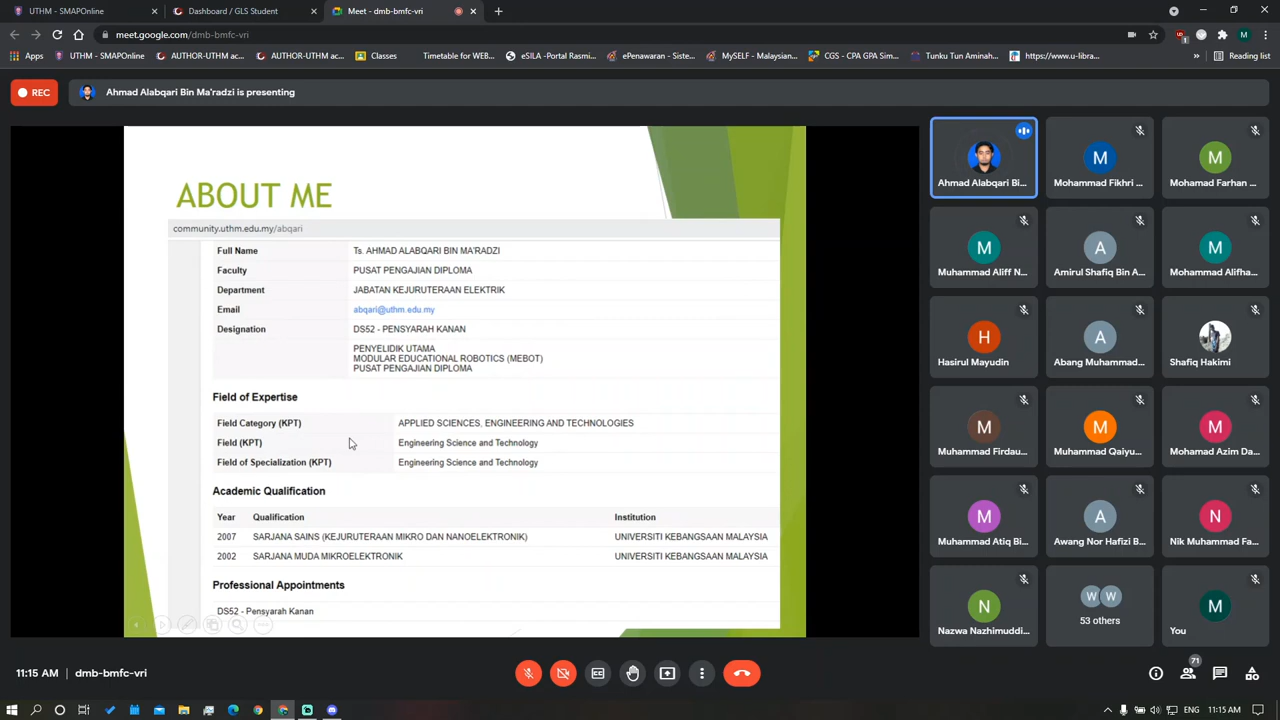 UTHM - SMAPOnline
Dashboard / GLS Student
Meet - dmb-bmfc-vri
meet.google.com/dmb-bmfc-vri
Apps
UTHM - SMAPOnline
AUTHOR-UTHM ac...
AUTHOR-UTHM ac...
Classes
Timetable for WEB...
eSILA -Portal Rasmi...
ePenawaran - Siste...
MySELF - Malaysian...
CGS - CPA GPA Sim...
Tunku Tun Aminah...
https://www.u-libra...
Reading list
REC
Ahmad Alabqari Bin Ma'radzi is presenting
ABOUT ME
community.uthm.edu.my/abqari
Full Name Ts. AHMAD ALABQARI BIN MA'RADZI
Faculty PUSAT PENGAJIAN DIPLOMA
Department JABATAN KEJURUTERAAN ELEKTRIK
Email abqari@uthm.edu.my
Designation DS52 - PENSYARAH KANAN
PENYELIDIK UTAMA
MODULAR EDUCATIONAL ROBOTICS (MEBOT)
PUSAT PENGAJIAN DIPLOMA
Field of Expertise
Field Category (KPT) APPLIED SCIENCES, ENGINEERING AND TECHNOLOGIES
Field (KPT) Engineering Science and Technology
Field of Specialization (KPT) Engineering Science and Technology
Academic Qualification
Year Qualification Institution
2007 SARJANA SAINS (KEJURUTERAAN MIKRO DAN NANOELEKTRONIK) UNIVERSITI KEBANGSAAN MALAYSIA
2002 SARJANA MUDA MIKROELEKTRONIK UNIVERSITI KEBANGSAAN MALAYSIA
Professional Appointments
DS52 - Pensyarah Kanan
Ahmad Alabqari Bi...
M
Mohammad Fikhri ...
M
Mohamad Farhan ...
M
Muhammad Aliff N...
A
Amirul Shafiq Bin A...
M
Mohammad Alifha...
H
Hasirul Mayudin
A
Abang Muhammad...
Shafiq Hakimi
M
Muhammad Firdau...
M
Muhammad Qaiyu...
M
Mohamad Azim Da...
M
Muhammad Atiq Bi...
A
Awang Nor Hafizi B...
N
Nik Muhammad Fa...
N
Nazwa Nazhimuddi...
W W
53 others
M
You
11:15 AM | dmb-bmfc-vri
71
ENG 11:15 AM